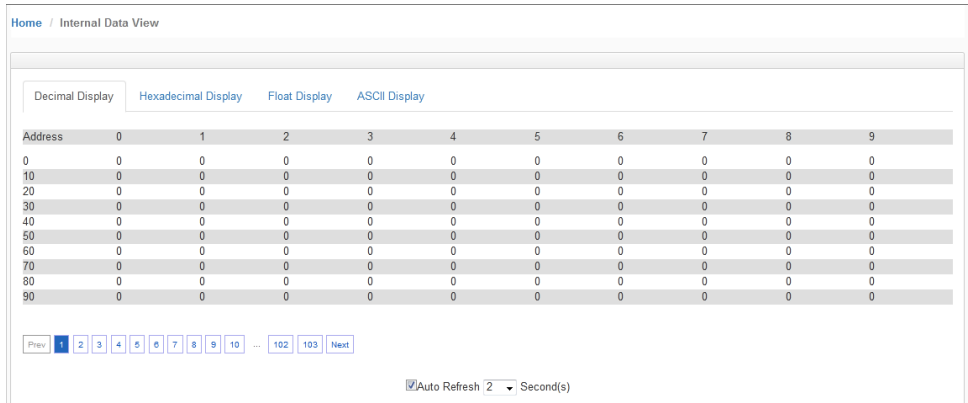 Home / Internal Data View
Decimal Display Hexadecimal Display Float Display ASCII Display
Address 0 1 2 3 4 5 6 7 8 9
0 0 0 0 0 0 0 0 0 0 0
10 0 0 0 0 0 0 0 0 0 0
20 0 0 0 0 0 0 0 0 0 0
30 0 0 0 0 0 0 0 0 0 0
40 0 0 0 0 0 0 0 0 0 0
50 0 0 0 0 0 0 0 0 0 0
60 0 0 0 0 0 0 0 0 0 0
70 0 0 0 0 0 0 0 0 0 0
80 0 0 0 0 0 0 0 0 0 0
90 0 0 0 0 0 0 0 0 0 0
Prev 1 2 3 4 5 6 7 8 9 10 ... 102 103 Next
Auto Refresh 2 Second(s)